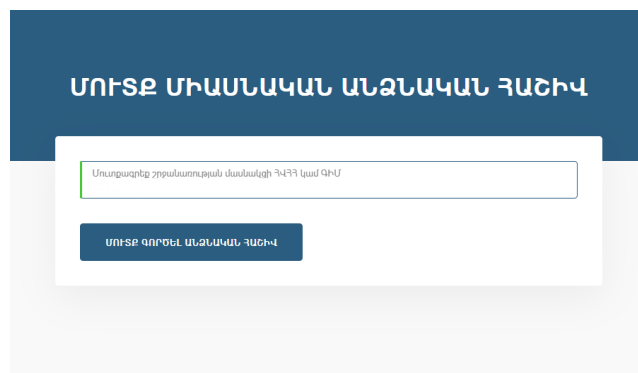 ՄՈՒՏՔ ՄԻԱՍՆԱԿԱՆ ԱՆՁՆԱԿԱՆ ՀԱՇԻՎ
Մուտքագրեք շրջանառության մասնակցի ՀՎՀՀ կամ ԳԻՄ
ՄՈՒՏՔ ԳՈՐԾԵԼ ԱՆՁՆԱԿԱՆ ՀԱՇԻՎ